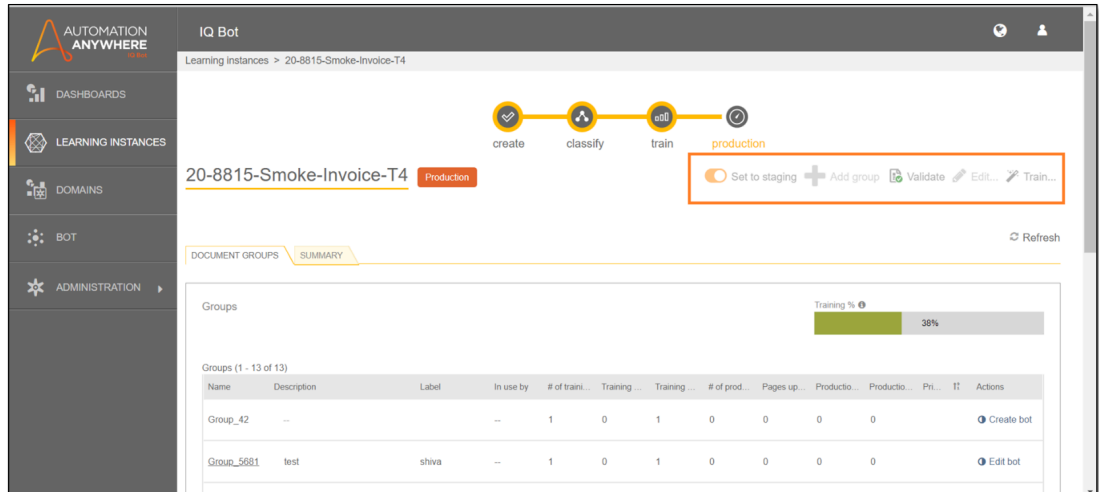 AUTOMATION
ANYWHERE
IQ Bot
IQ Bot
Learning instances > 20-8815-Smoke-Invoice-T4
DASHBOARDS
LEARNING INSTANCES
DOMAINS
BOT
ADMINISTRATION
create classify train production
20-8815-Smoke-Invoice-T4 Production
Set to staging Add group Validate Edit... Train...
Refresh
DOCUMENT GROUPS SUMMARY
Groups
Training %
38%
Groups (1 - 13 of 13)
Name Description Label In use by # of traini... Training ... Training ... # of prod... Pages up... Productio... Productio... Pri... Actions
Group_42 -- -- 1 0 1 0 0 0 0 Create bot
Group_5681 test shiva -- 1 0 1 0 0 0 0 Edit bot